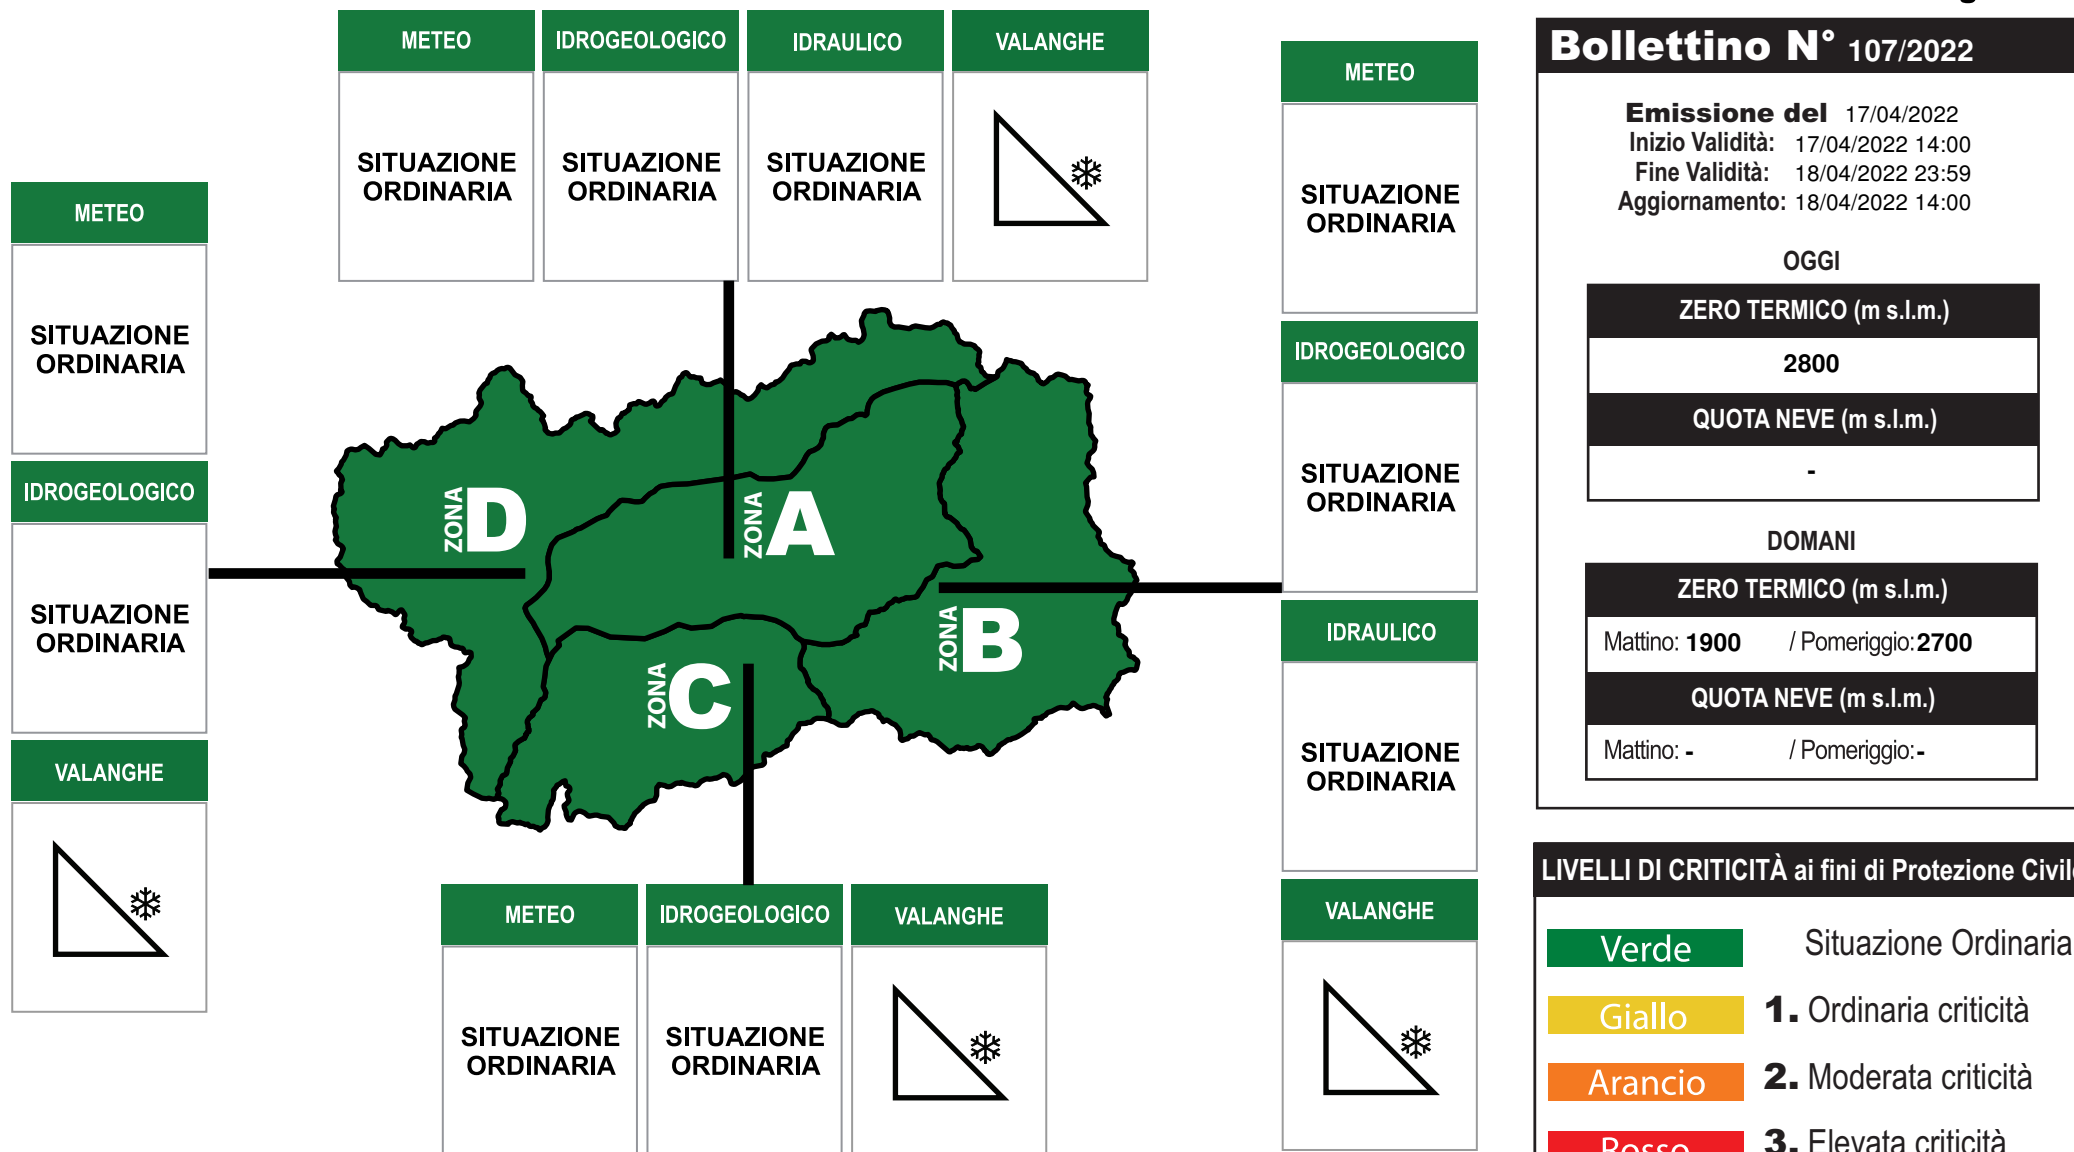 METEO
IDROGEOLOGICO
IDRAULICO
VALANGHE
SITUAZIONE
ORDINARIA
SITUAZIONE
ORDINARIA
SITUAZIONE
ORDINARIA
METEO
SITUAZIONE
ORDINARIA
IDROGEOLOGICO
SITUAZIONE
ORDINARIA
VALANGHE
ZONA D
ZONA A
ZONA B
ZONA C
METEO
SITUAZIONE
ORDINARIA
IDROGEOLOGICO
SITUAZIONE
ORDINARIA
IDRAULICO
SITUAZIONE
ORDINARIA
VALANGHE
METEO
IDROGEOLOGICO
VALANGHE
SITUAZIONE
ORDINARIA
SITUAZIONE
ORDINARIA
Bollettino N° 107/2022
Emissione del 17/04/2022
Inizio Validità: 17/04/2022 14:00
Fine Validità: 18/04/2022 23:59
Aggiornamento: 18/04/2022 14:00
OGGI
ZERO TERMICO (m s.l.m.)
2800
QUOTA NEVE (m s.l.m.)
-
DOMANI
ZERO TERMICO (m s.l.m.)
Mattino: 1900 / Pomeriggio: 2700
QUOTA NEVE (m s.l.m.)
Mattino: - / Pomeriggio: -
LIVELLI DI CRITICITÀ ai fini di Protezione Civile
Verde Situazione Ordinaria
Giallo 1. Ordinaria criticità
Arancio 2. Moderata criticità
Rosso 3. Elevata criticità